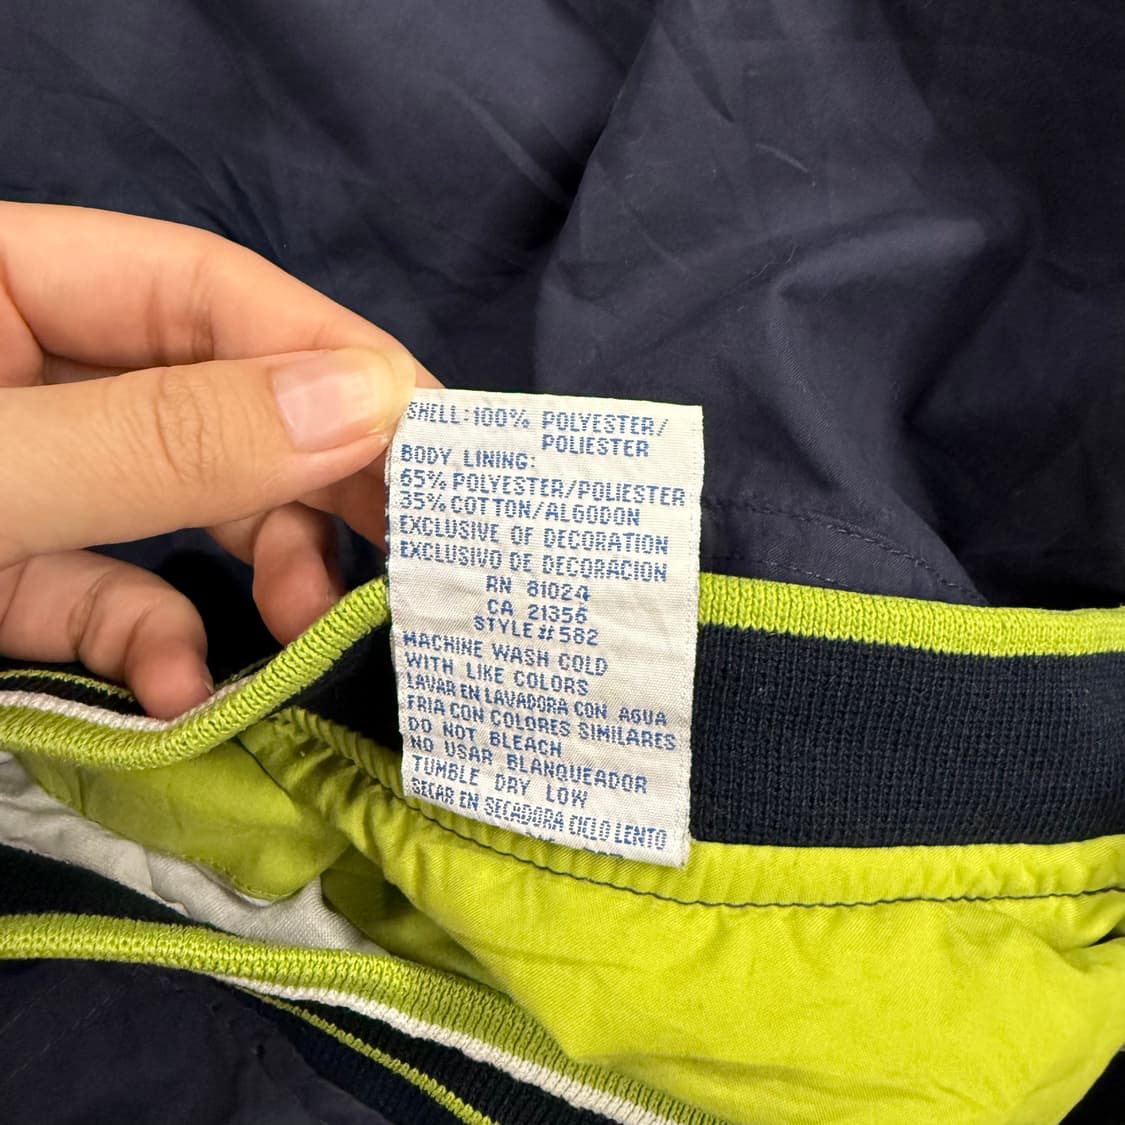 SHELL:100% POLYESTER/
POLIESTER
BODY LINING:
65% POLYESTER/POLIESTER
35% COTTON/ALGODON
EXCLUSIVE OF DECORATION
EXCLUSIVO DE DECORACION
RN 81024
CA 21356
STYLE#582
MACHINE WASH COLD
WITH LIKE COLORS
LAVAR EN LAVADORA CON AGUA
FRIA CON COLORES SIMILARES
DO NOT BLEACH
NO USAR BLANQUEADOR
TUMBLE DRY LOW
SECAR EN SECADORA CICLO LENTO